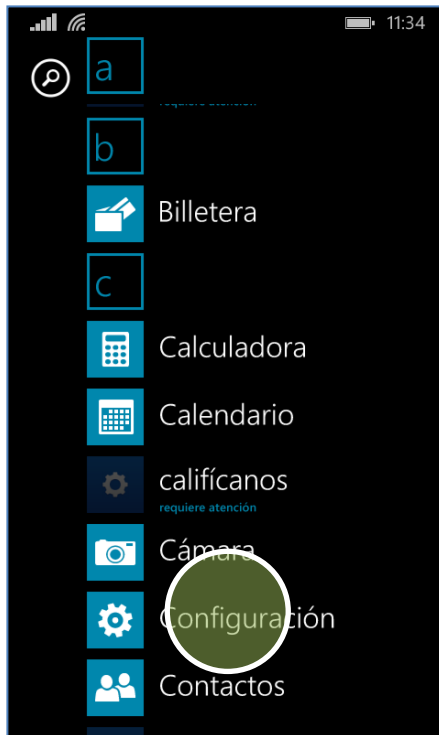 11:34
a
requiere atención
b
Billetera
c
Calculadora
Calendario
califícanos
requiere atención
Cámara
Configuración
Contactos